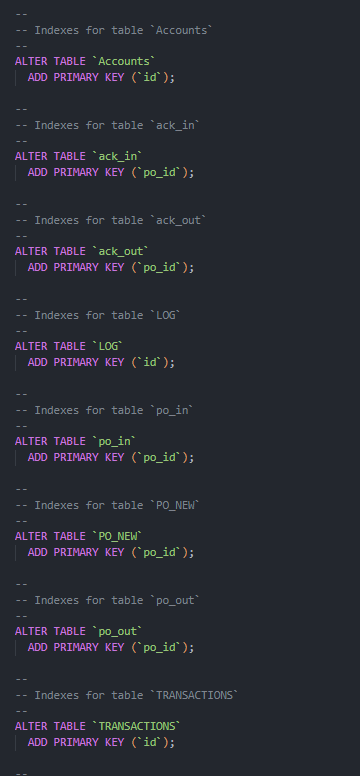 --
-- Indexes for table `Accounts`
--
ALTER TABLE `Accounts`
ADD PRIMARY KEY (`id`);
--
-- Indexes for table `ack_in`
--
ALTER TABLE `ack_in`
ADD PRIMARY KEY (`po_id`);
--
-- Indexes for table `ack_out`
--
ALTER TABLE `ack_out`
ADD PRIMARY KEY (`po_id`);
--
-- Indexes for table `LOG`
--
ALTER TABLE `LOG`
ADD PRIMARY KEY (`id`);
--
-- Indexes for table `po_in`
--
ALTER TABLE `po_in`
ADD PRIMARY KEY (`po_id`);
--
-- Indexes for table `PO_NEW`
--
ALTER TABLE `PO_NEW`
ADD PRIMARY KEY (`po_id`);
--
-- Indexes for table `po_out`
--
ALTER TABLE `po_out`
ADD PRIMARY KEY (`po_id`);
--
-- Indexes for table `TRANSACTIONS`
--
ALTER TABLE `TRANSACTIONS`
ADD PRIMARY KEY (`id`);
--